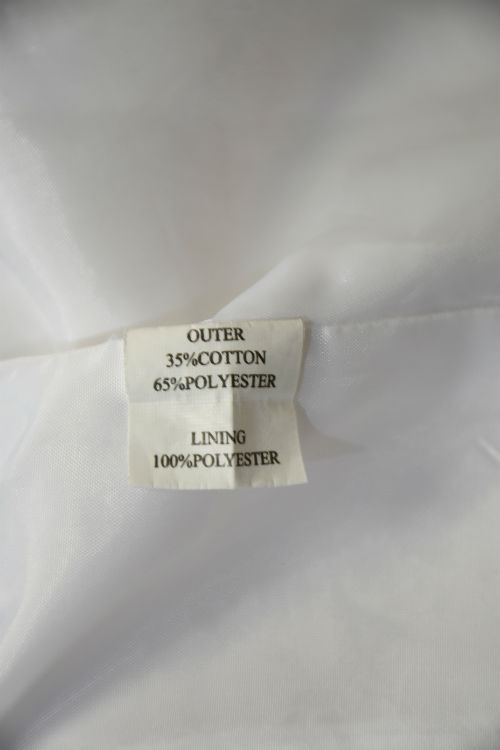 OUTER
35%COTTON
65%POLYESTER
LINING
100%POLYESTER